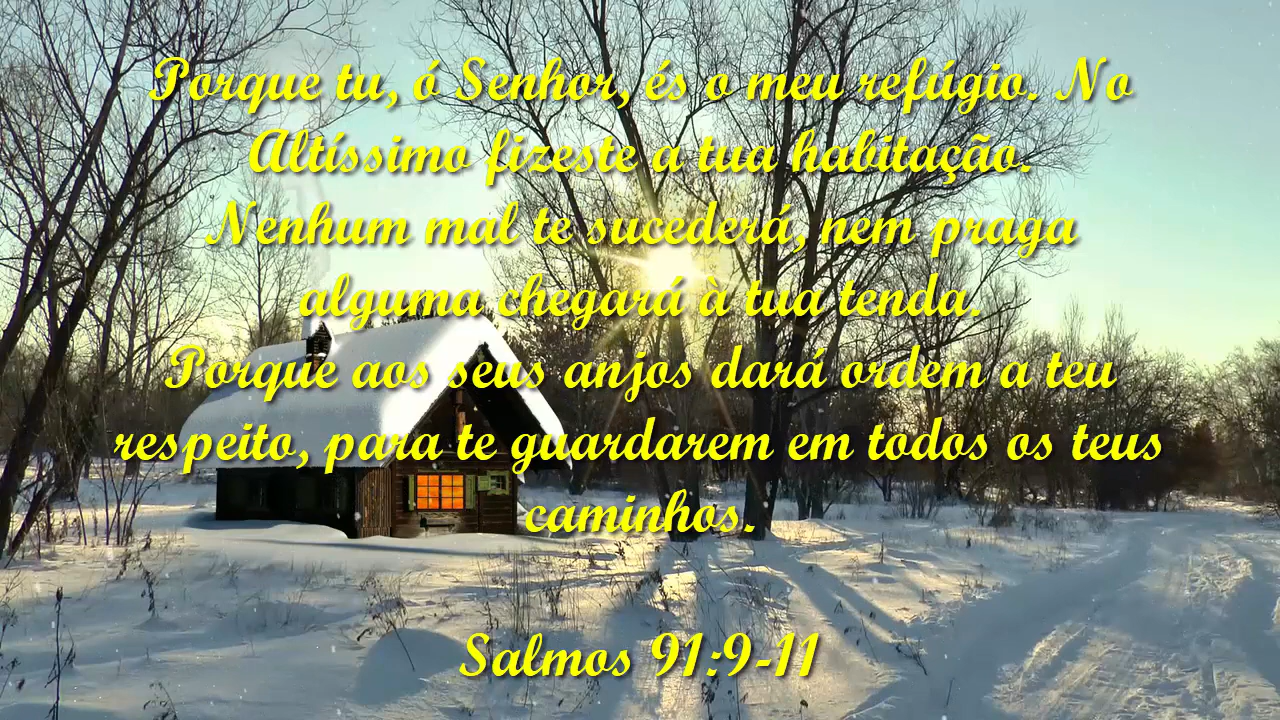 Porque tu, ó Senhor, és o meu refúgio. No
Altíssimo fizeste a tua habitação.
Nenhum mal te sucederá, nem praga
alguma chegará à tua tenda.
Porque aos seus anjos dará ordem a teu
respeito, para te guardarem em todos os teus
caminhos.
Salmos 91:9-11